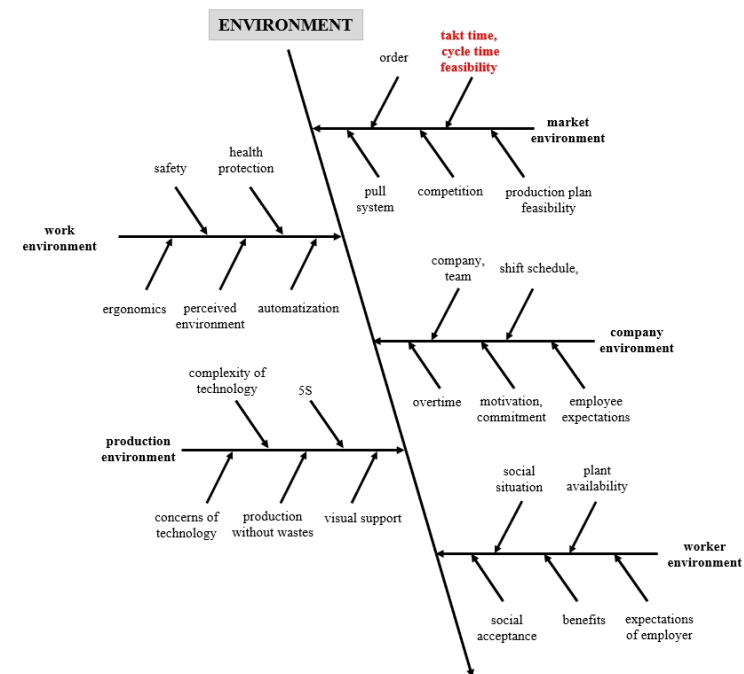 ENVIRONMENT
takt time,
cycle time
feasibility
order
market
environment
pull
system
competition
production plan
feasibility
health
protection
safety
work
environment
ergonomics
perceived
environment
automatization
company,
team
shift schedule,
company
environment
overtime
motivation,
commitment
employee
expectations
complexity of
technology
5S
production
environment
concerns of
technology
production
without wastes
visual support
social
situation
plant
availability
worker
environment
social
acceptance
benefits
expectations
of employer